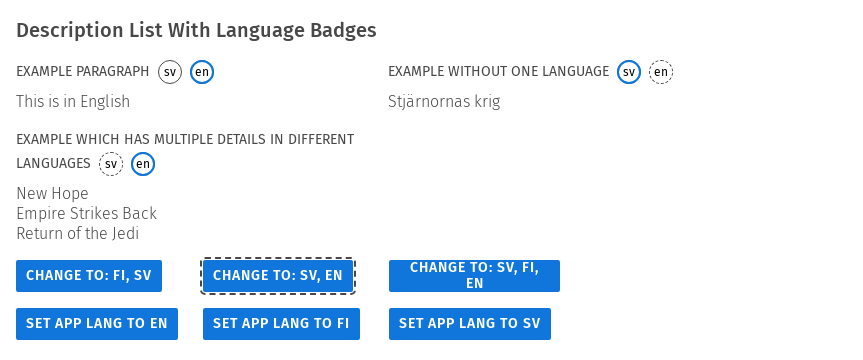 Description List With Language Badges
EXAMPLE PARAGRAPH sv en
This is in English
EXAMPLE WITHOUT ONE LANGUAGE sv en
Stjärnornas krig
EXAMPLE WHICH HAS MULTIPLE DETAILS IN DIFFERENT
LANGUAGES sv en
New Hope
Empire Strikes Back
Return of the Jedi
CHANGE TO: FI, SV
CHANGE TO: SV, EN
CHANGE TO: SV, FI,
EN
SET APP LANG TO EN
SET APP LANG TO FI
SET APP LANG TO SV